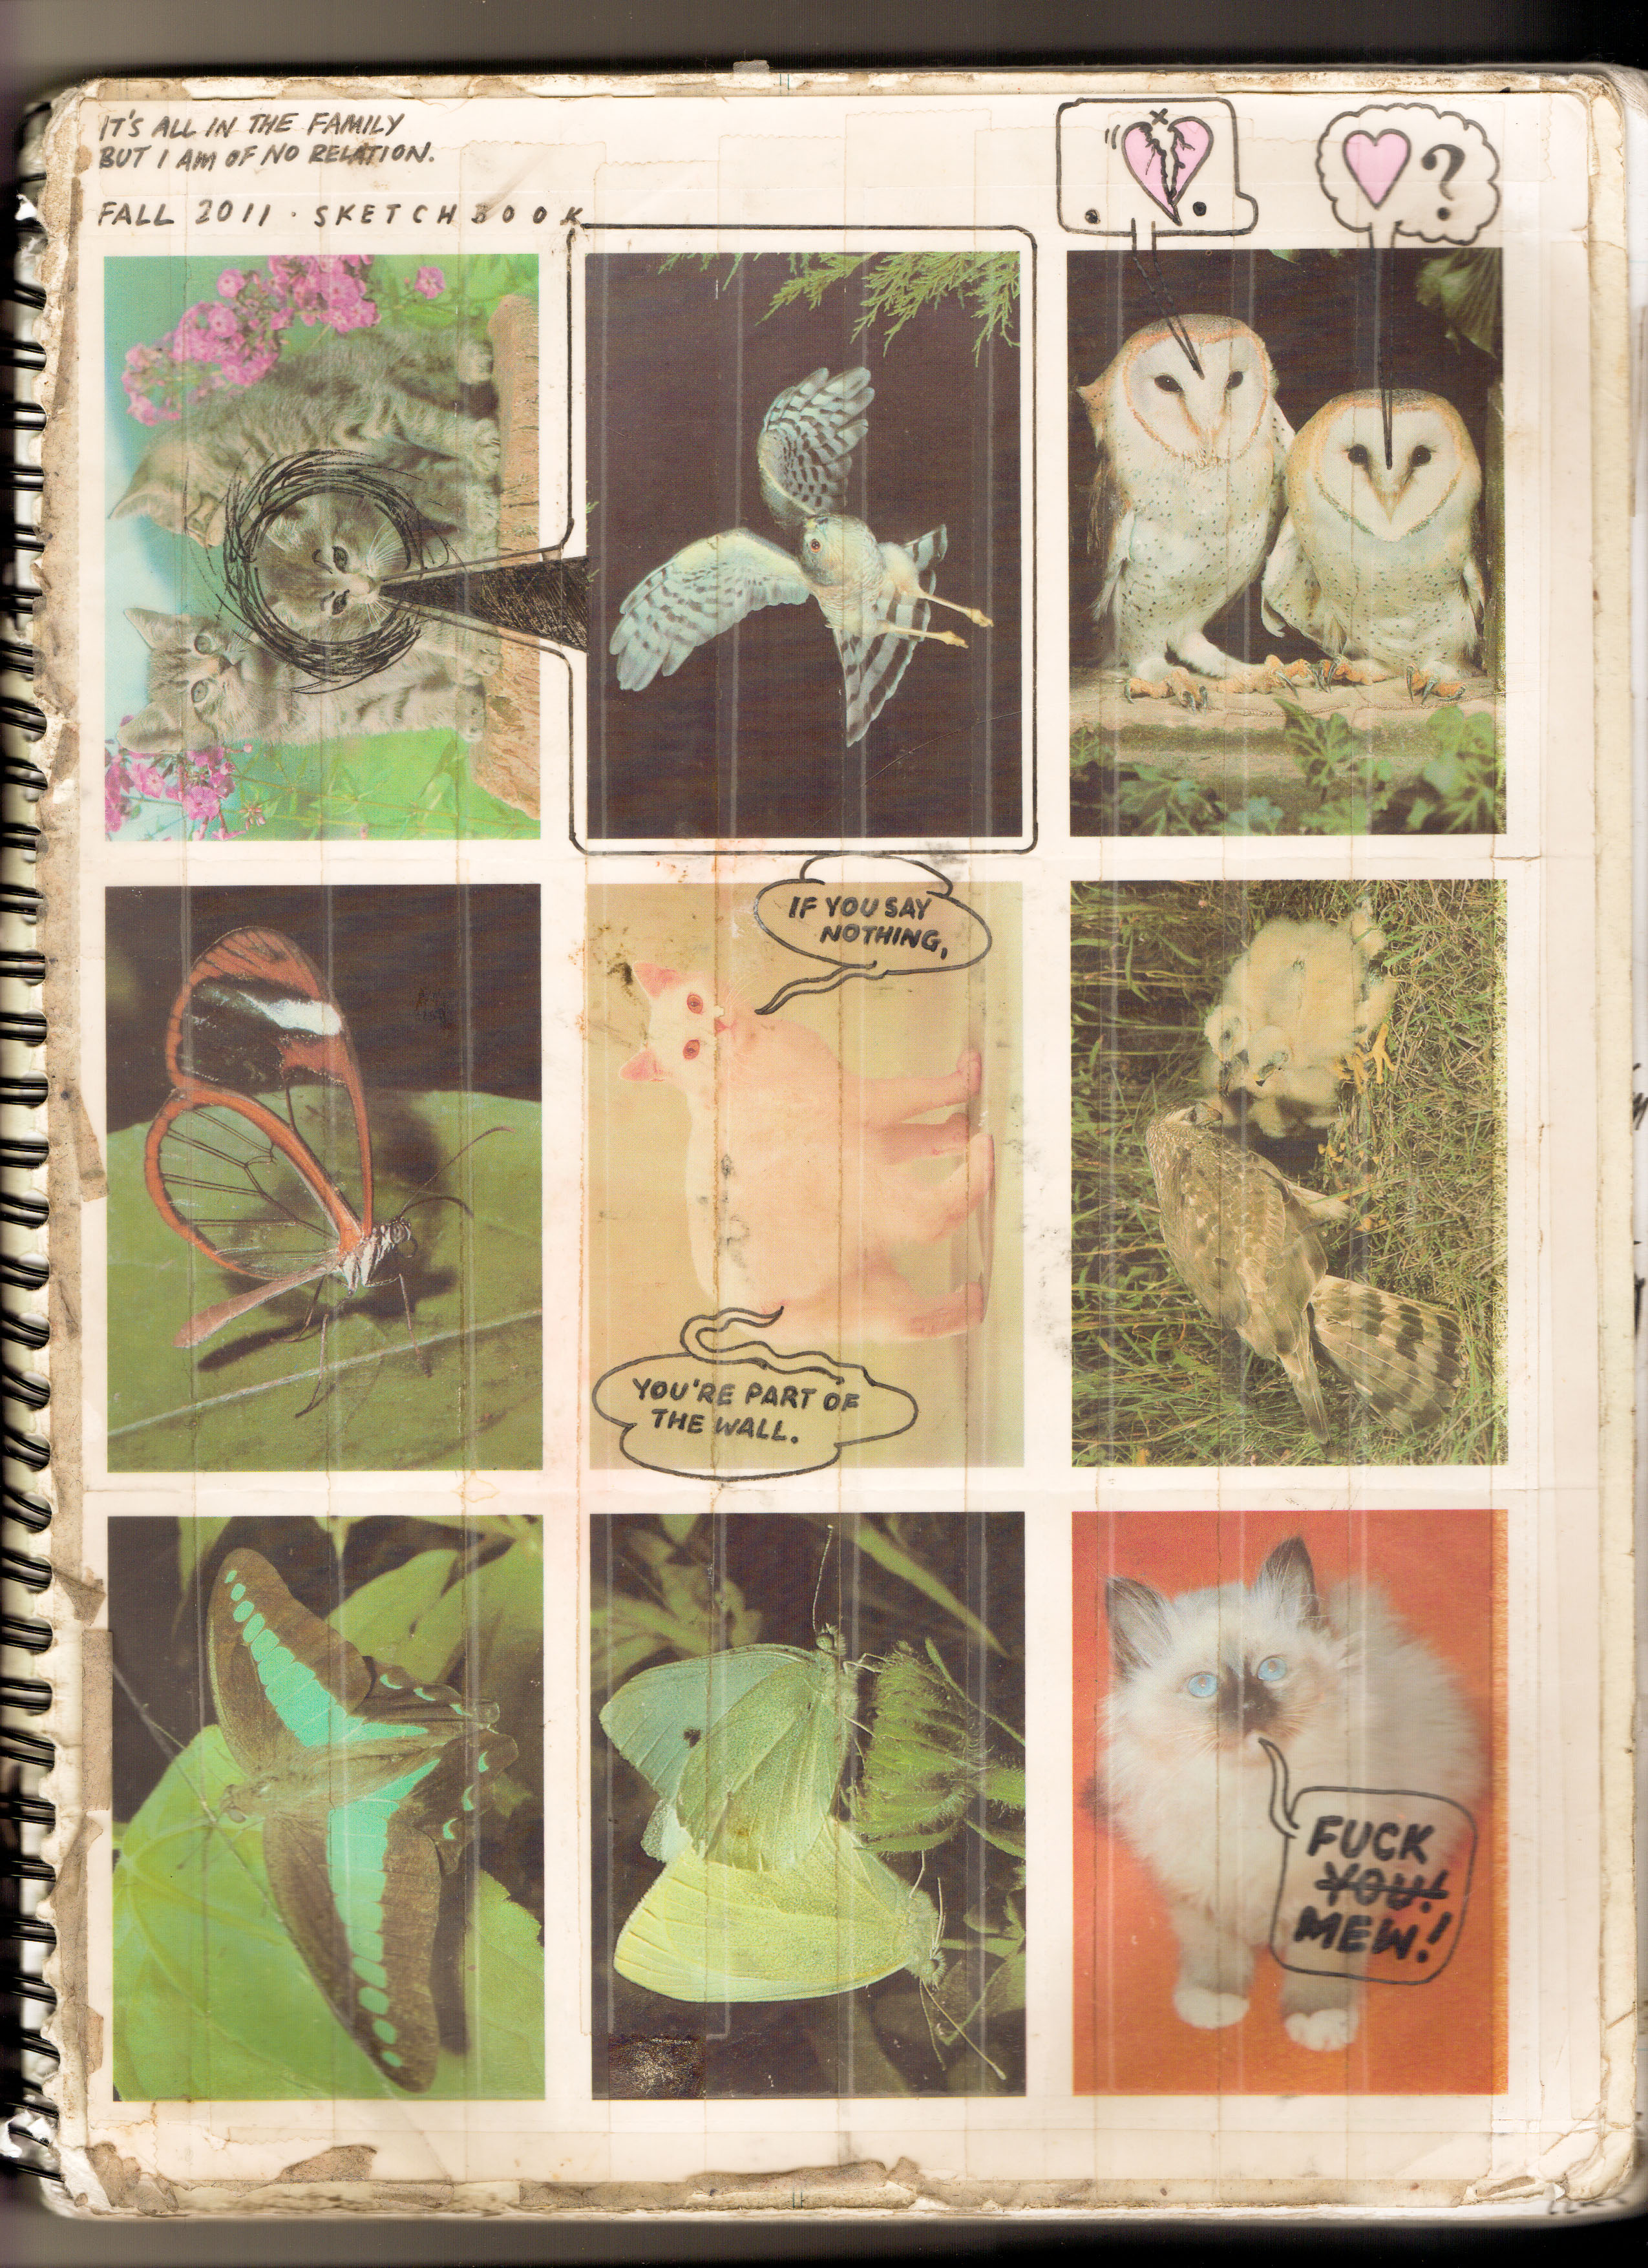 IT'S ALL IN THE FAMILY
BUT I AM OF NO RELATION.
FALL 2011 · SKETCHBOOK
?
IF YOU SAY
NOTHING,
YOU'RE PART OF
THE WALL.
FUCK
YOU!
MEW!